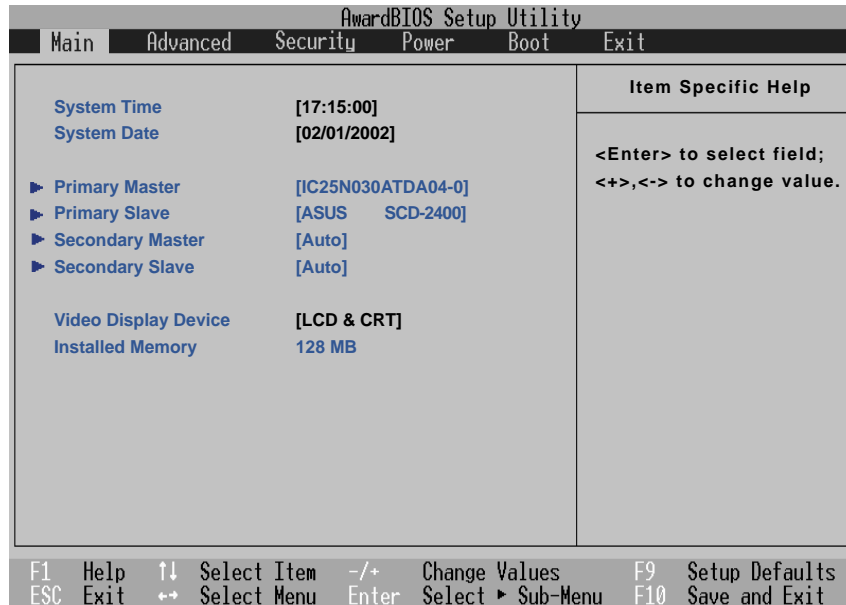 AwardBIOS Setup Utility
Main Advanced Security Power Boot Exit
System Time [17:15:00]
System Date [02/01/2002]
Primary Master [IC25N030ATDA04-0]
Primary Slave [ASUS SCD-2400]
Secondary Master [Auto]
Secondary Slave [Auto]
Video Display Device [LCD & CRT]
Installed Memory 128 MB
Item Specific Help
<Enter> to select field;
<+>,<-> to change value.
F1 Help ↑↓ Select Item -/+ Change Values F9 Setup Defaults
ESC Exit ←→ Select Menu Enter Select ▶ Sub-Menu F10 Save and Exit